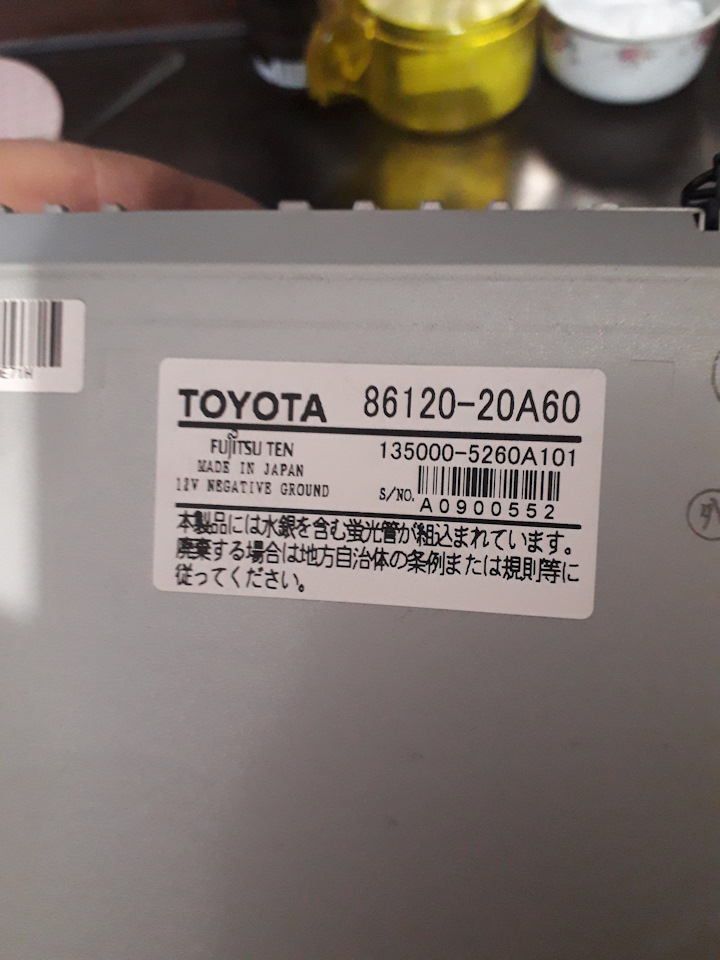 TOYOTA 86120-20A60
FUJITSU TEN
MADE IN JAPAN
12V NEGATIVE GROUND
135000-5260A101
S/NO. A0900552
本製品には水銀を含む蛍光管が組込まれています。
廃棄する場合は地方自治体の条例または規則等に
従ってください。